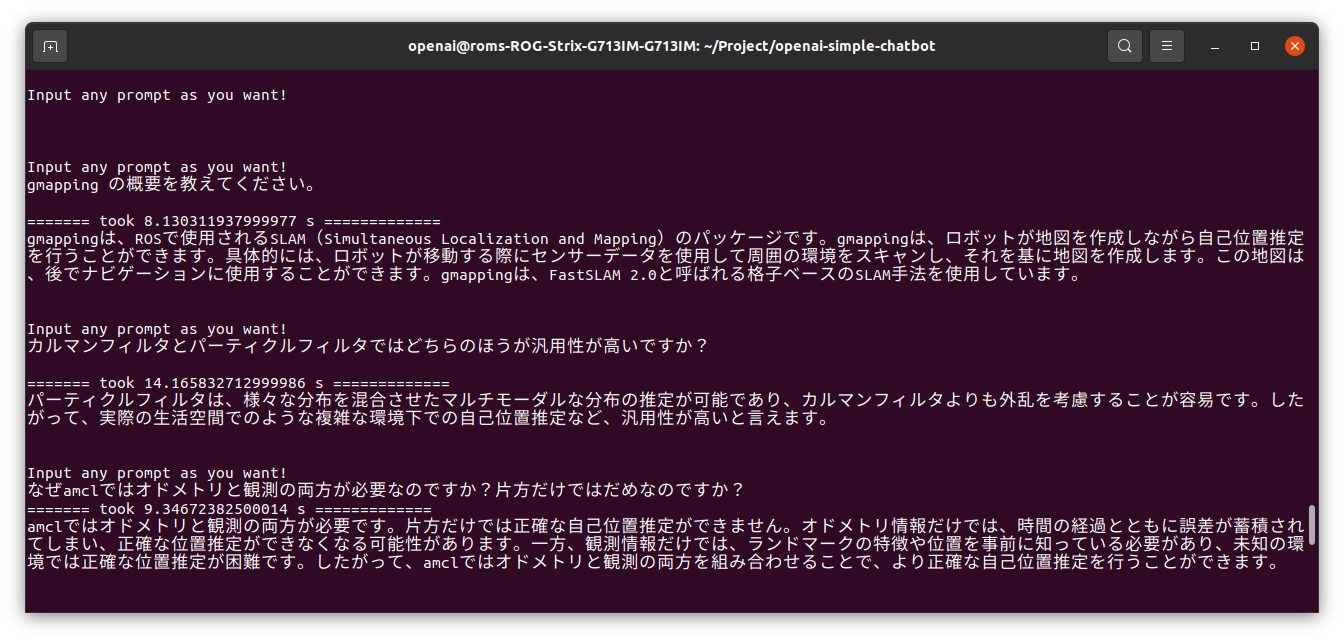 openai@roms-ROG-Strix-G713IM-G713IM: ~/Project/openai-simple-chatbot
Input any prompt as you want!
Input any prompt as you want!
gmapping の概要を教えてください。
======= took 8.130311937999977 s =============
gmappingは、ROSで使用されるSLAM（Simultaneous Localization and Mapping）のパッケージです。gmappingは、ロボットが地図を作成しながら自己位置推定
を行うことができます。具体的には、ロボットが移動する際にセンサーデータを使用して周囲の環境をスキャンし、それを基に地図を作成します。この地図は
、後でナビゲーションに使用することができます。gmappingは、FastSLAM 2.0と呼ばれる格子ベースのSLAM手法を使用しています。
Input any prompt as you want!
カルマンフィルタとパーティクルフィルタではどちらのほうが汎用性が高いですか？
======= took 14.165832712999986 s =============
パーティクルフィルタは、様々な分布を混合させたマルチモーダルな分布の推定が可能であり、カルマンフィルタよりも外乱を考慮することが容易です。した
がって、実際の生活空間でのような複雑な環境下での自己位置推定など、汎用性が高いと言えます。
Input any prompt as you want!
なぜamclではオドメトリと観測の両方が必要なのですか？片方だけではだめなのですか？
======= took 9.34672382500014 s =============
amclではオドメトリと観測の両方が必要です。片方だけでは正確な自己位置推定ができません。オドメトリ情報だけでは、時間の経過とともに誤差が蓄積され
てしまい、正確な位置推定ができなくなる可能性があります。一方、観測情報だけでは、ランドマークの特徴や位置を事前に知っている必要があり、未知の環
境では正確な位置推定が困難です。したがって、amclではオドメトリと観測の両方を組み合わせることで、より正確な自己位置推定を行うことができます。